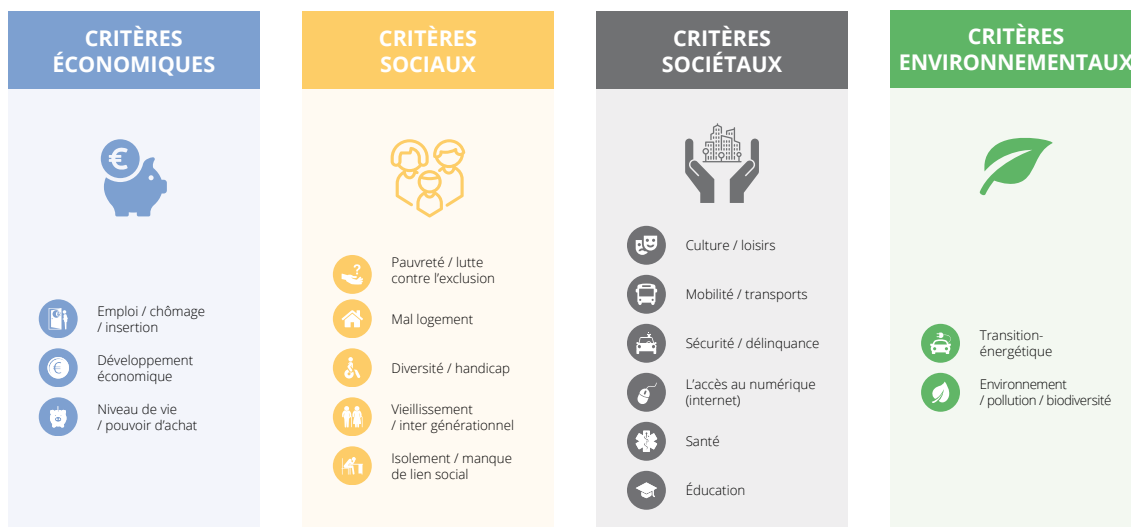 CRITÈRES
ÉCONOMIQUES
€
Emploi / chômage
/ insertion
€
Développement
économique
Niveau de vie
/ pouvoir d'achat
CRITÈRES
SOCIAUX
?
Pauvreté / lutte
contre l'exclusion
Mal logement
Diversité / handicap
Vieillissement
/ inter générationnel
Isolement / manque
de lien social
CRITÈRES
SOCIÉTAUX
Culture / loisirs
Mobilité / transports
Sécurité / délinquance
L'accès au numérique
(internet)
Santé
Éducation
CRITÈRES
ENVIRONNEMENTAUX
Transition-
énergétique
Environnement
/ pollution / biodiversité